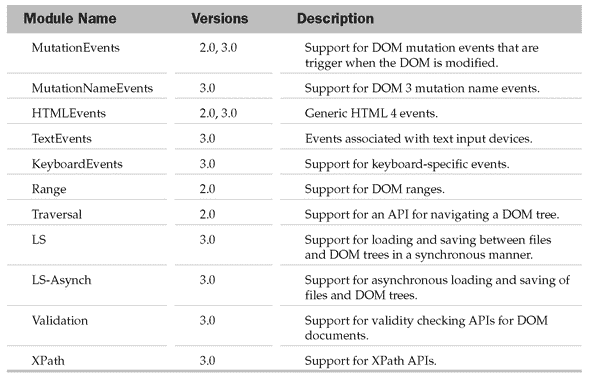 Module Name Versions Description
MutationEvents 2.0, 3.0 Support for DOM mutation events that are
trigger when the DOM is modified.
MutationNameEvents 3.0 Support for DOM 3 mutation name events.
HTMLEvents 2.0, 3.0 Generic HTML 4 events.
TextEvents 3.0 Events associated with text input devices.
KeyboardEvents 3.0 Support for keyboard-specific events.
Range 2.0 Support for DOM ranges.
Traversal 2.0 Support for an API for navigating a DOM tree.
LS 3.0 Support for loading and saving between files
and DOM trees in a synchronous manner.
LS-Asynch 3.0 Support for asynchronous loading and saving of
files and DOM trees.
Validation 3.0 Support for validity checking APIs for DOM
documents.
XPath 3.0 Support for XPath APIs.